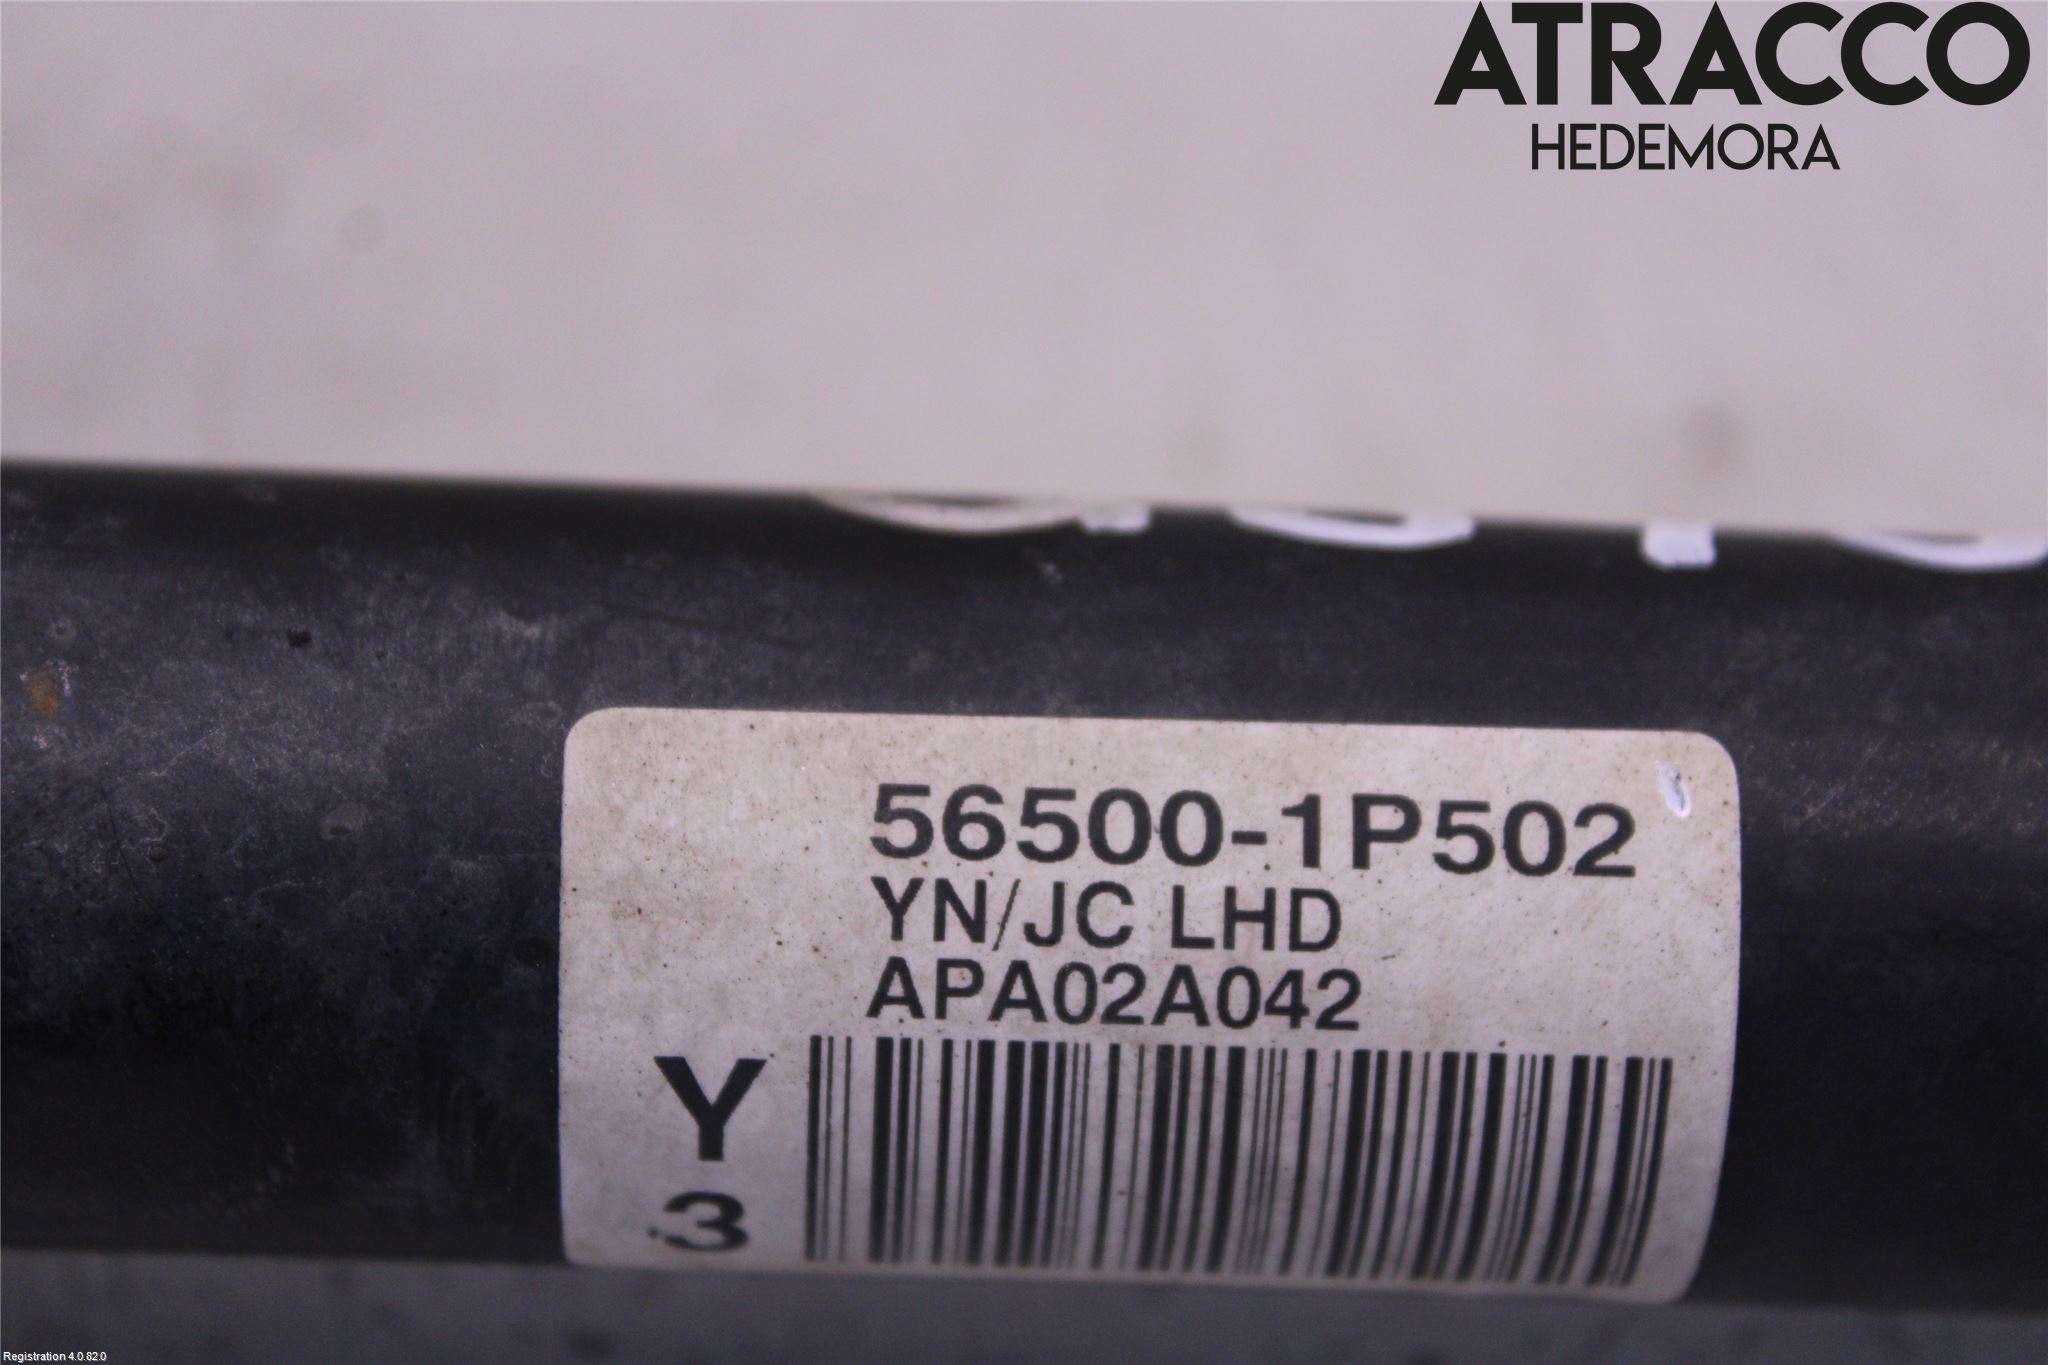 ATRACCO
HEDEMORA
56500-1P502
YN/JC LHD
APA02A042
Y
3
Registration 4.0.82.0